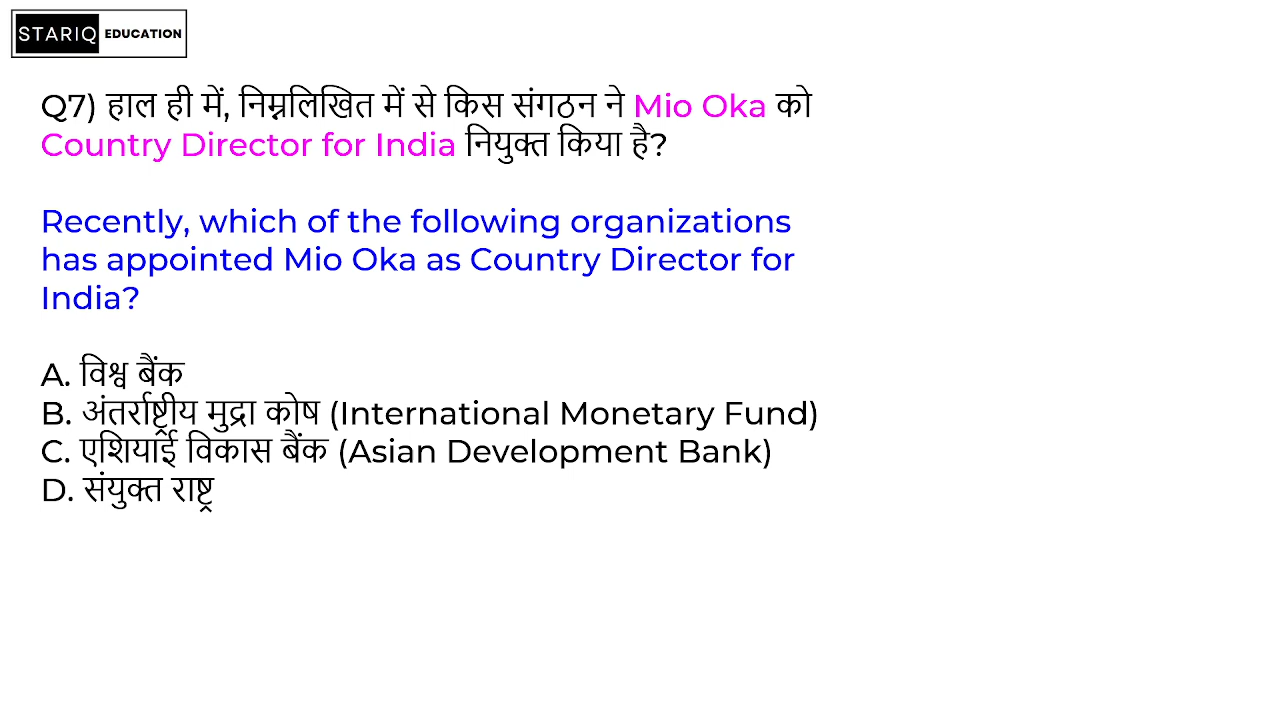 STARIQ EDUCATION
Q7) हाल ही में, निम्नलिखित में से किस संगठन ने Mio Oka को
Country Director for India नियुक्त किया है?
Recently, which of the following organizations
has appointed Mio Oka as Country Director for
India?
A. विश्व बैंक
B. अंतर्राष्ट्रीय मुद्रा कोष (International Monetary Fund)
C. एशियाई विकास बैंक (Asian Development Bank)
D. संयुक्त राष्ट्र